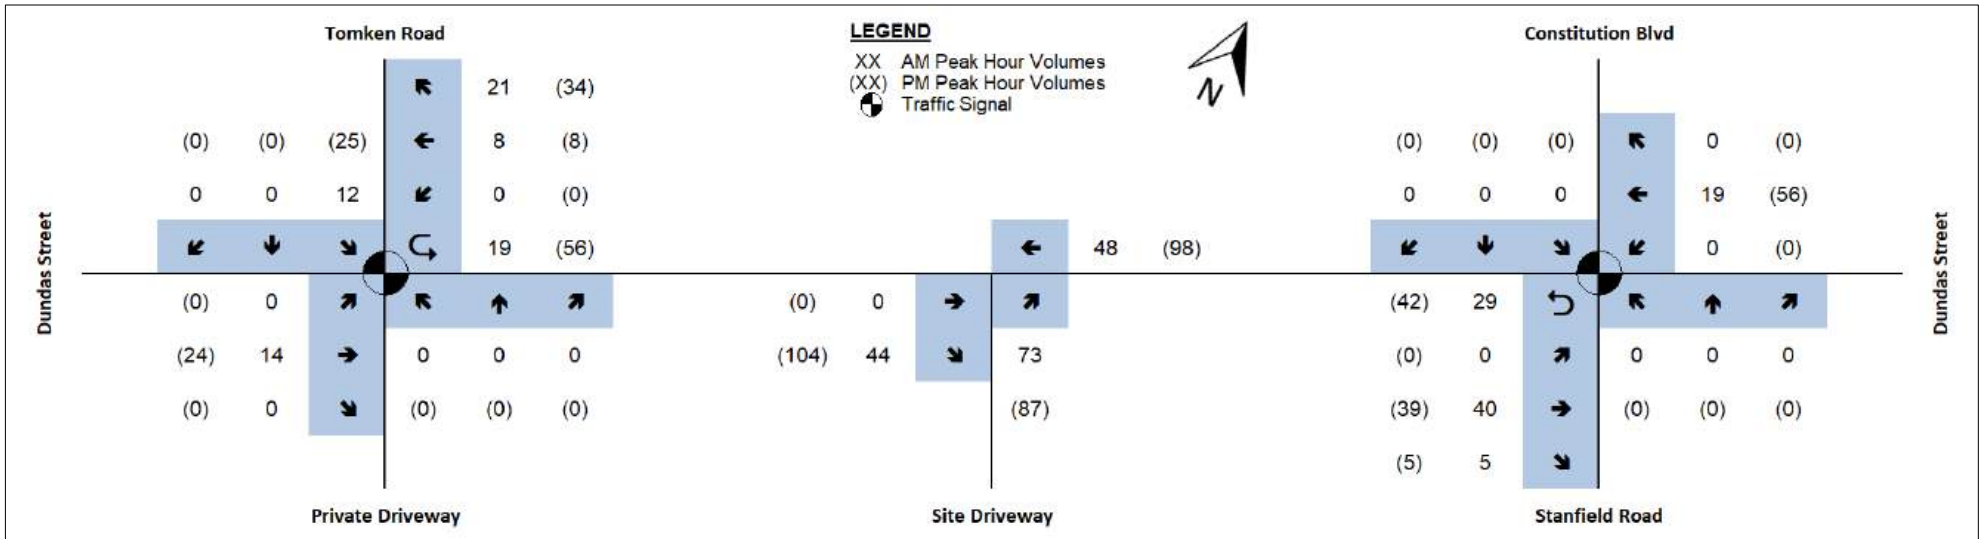 Tomken Road
LEGEND
XX AM Peak Hour Volumes
(XX) PM Peak Hour Volumes
Traffic Signal
N
Constitution Blvd
21 (34)
(0) (0) (25) 8 (8)
0 0 12 0 (0)
19 (56)
(0) 0
(24) 14 0 0 0
(0) 0 (0) (0) (0)
Dundas Street
Private Driveway
48 (98)
(0) 0
(104) 44 73
(87)
Site Driveway
(0) (0) (0) 0 (0)
0 0 0 19 (56)
0 (0)
(42) 29
(0) 0 0 0 0
(39) 40 (0) (0) (0)
(5) 5
Stanfield Road
Dundas Street